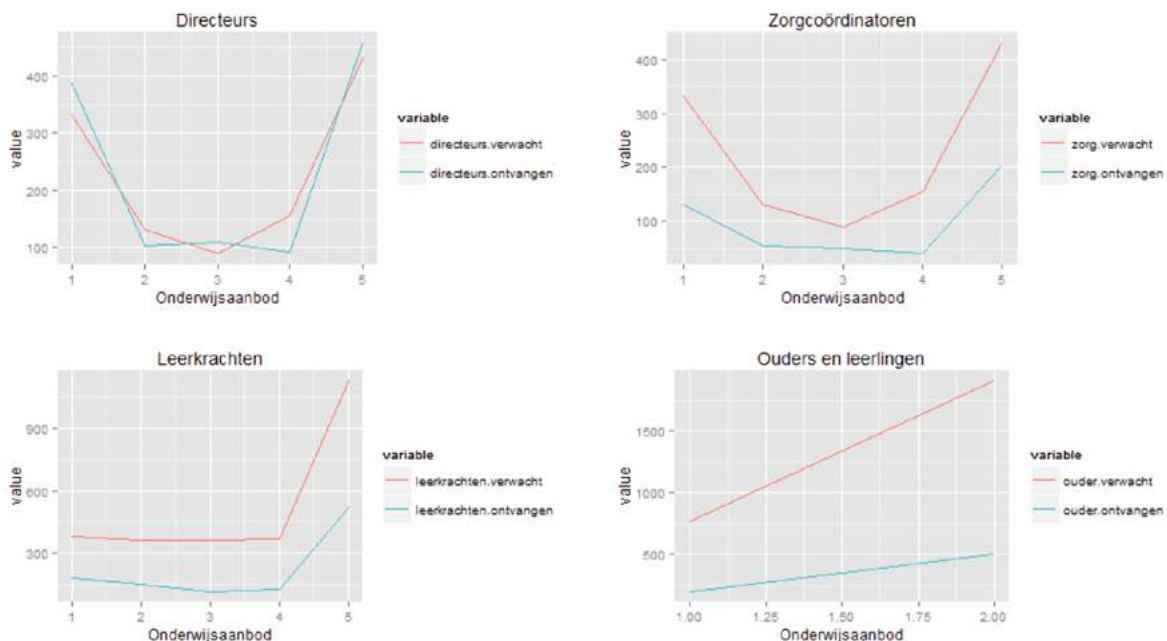 Directeurs
value
400
300
200
100
1 2 3 4 5
Onderwijsaanbod
variable
directeurs.verwacht
directeurs.ontvangen
Zorgcoördinatoren
value
400
300
200
100
1 2 3 4 5
Onderwijsaanbod
variable
zorg.verwacht
zorg.ontvangen
Leerkrachten
value
900
600
300
1 2 3 4 5
Onderwijsaanbod
variable
leerkrachten.verwacht
leerkrachten.ontvangen
Ouders en leerlingen
value
1500
1000
500
1.00 1.25 1.50 1.75 2.00
Onderwijsaanbod
variable
ouder.verwacht
ouder.ontvangen